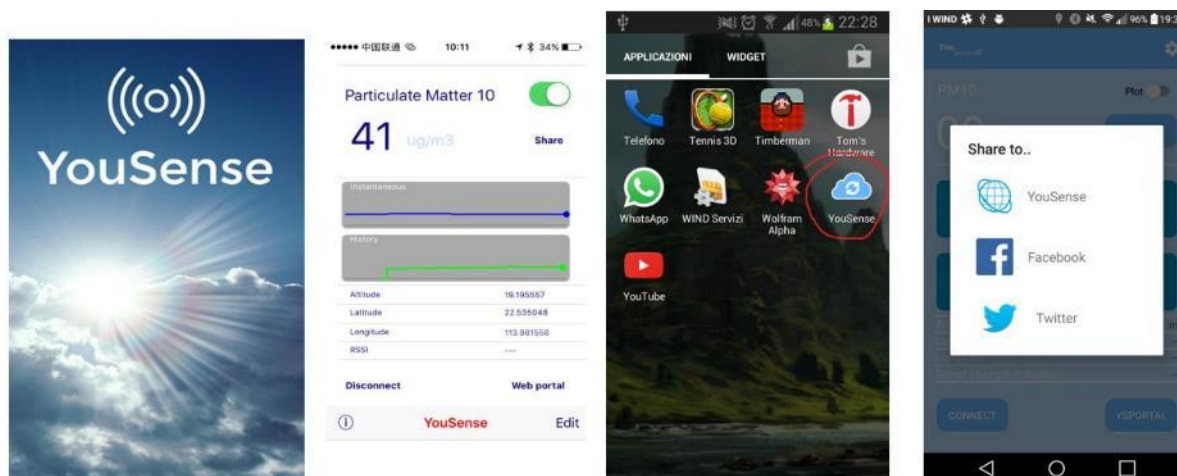 YouSense
中国联通
10:11
34%
Particulate Matter 10
41 ug/m3
Share
Instantaneous
History
Altitude 19.195557
Latitude 22.535048
Longitude 113.981556
RSSI ----
Disconnect Web portal
YouSense Edit
48% 22:28
APPLICAZIONI WIDGET
Telefono Tennis 3D Timberman Tom's
Hardware
WhatsApp WIND Servizi Wolfram
Alpha YouSense
YouTube
I WIND 96% 19:3
PM10 Plot
Share to..
YouSense
Facebook
Twitter
CONNECT YSPORTAL